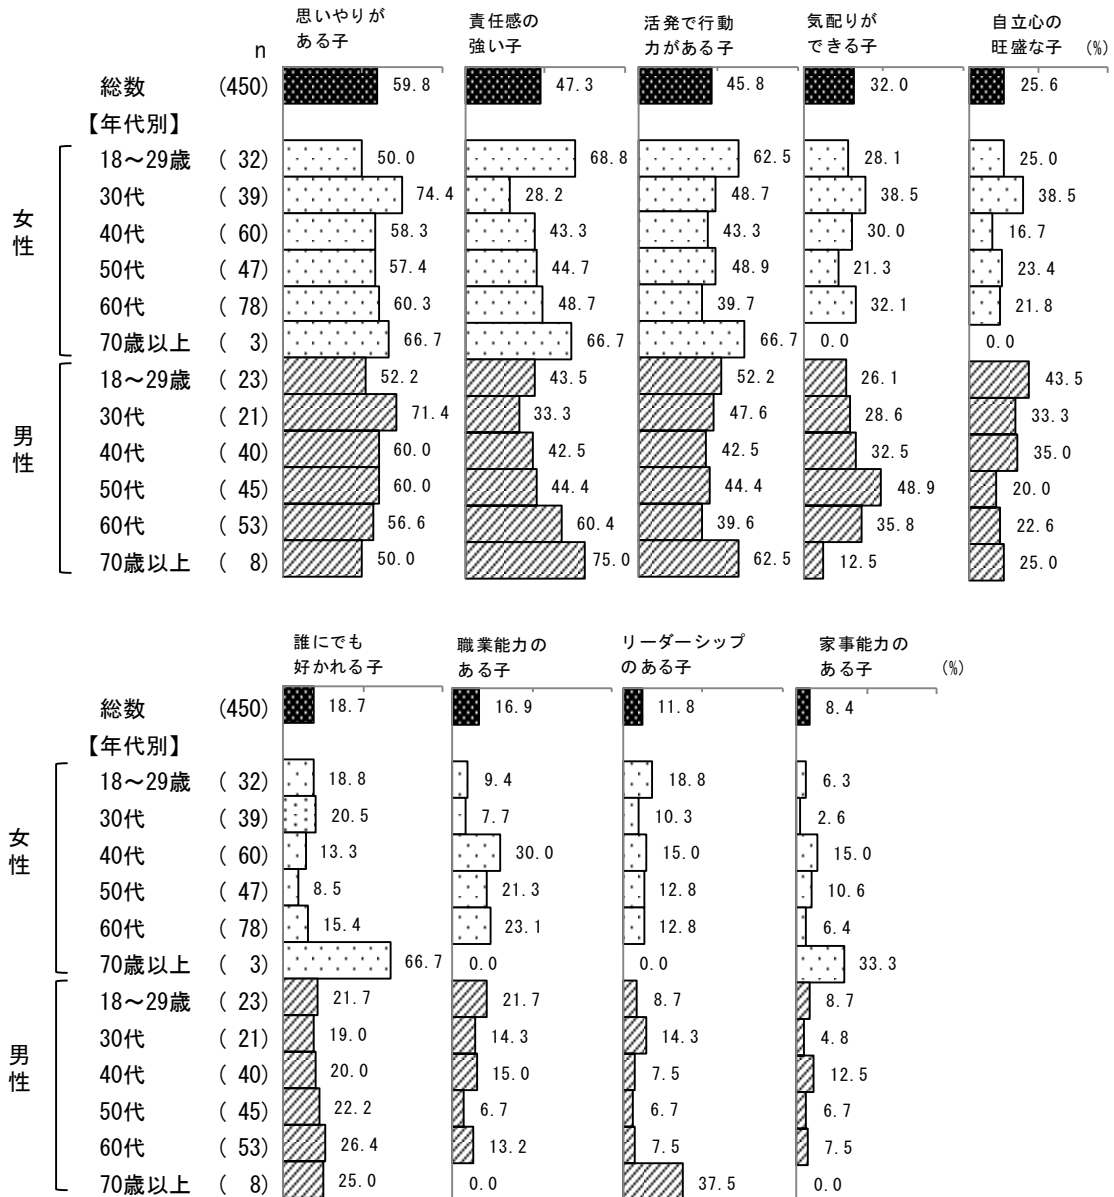 思いやりが
ある子
責任感の
強い子
活発で行動
力がある子
気配りが
できる子
自立心の
旺盛な子 (%)
n
総数 (450) 59.8 47.3 45.8 32.0 25.6
【年代別】
女性
18～29歳 ( 32) 50.0 68.8 62.5 28.1 25.0
30代 ( 39) 74.4 28.2 48.7 38.5 38.5
40代 ( 60) 58.3 43.3 43.3 30.0 16.7
50代 ( 47) 57.4 44.7 48.9 21.3 23.4
60代 ( 78) 60.3 48.7 39.7 32.1 21.8
70歳以上 ( 3) 66.7 66.7 66.7 0.0 0.0
男性
18～29歳 ( 23) 52.2 43.5 52.2 26.1 43.5
30代 ( 21) 71.4 33.3 47.6 28.6 33.3
40代 ( 40) 60.0 42.5 42.5 32.5 35.0
50代 ( 45) 60.0 44.4 44.4 48.9 20.0
60代 ( 53) 56.6 60.4 39.6 35.8 22.6
70歳以上 ( 8) 50.0 75.0 62.5 12.5 25.0
誰にでも
好かれる子
職業能力の
ある子
リーダーシップ
のある子
家事能力の
ある子 (%)
総数 (450) 18.7 16.9 11.8 8.4
【年代別】
女性
18～29歳 ( 32) 18.8 9.4 18.8 6.3
30代 ( 39) 20.5 7.7 10.3 2.6
40代 ( 60) 13.3 30.0 15.0 15.0
50代 ( 47) 8.5 21.3 12.8 10.6
60代 ( 78) 15.4 23.1 12.8 6.4
70歳以上 ( 3) 66.7 0.0 0.0 33.3
男性
18～29歳 ( 23) 21.7 21.7 8.7 8.7
30代 ( 21) 19.0 14.3 14.3 4.8
40代 ( 40) 20.0 15.0 7.5 12.5
50代 ( 45) 22.2 6.7 6.7 6.7
60代 ( 53) 26.4 13.2 7.5 7.5
70歳以上 ( 8) 25.0 0.0 37.5 0.0